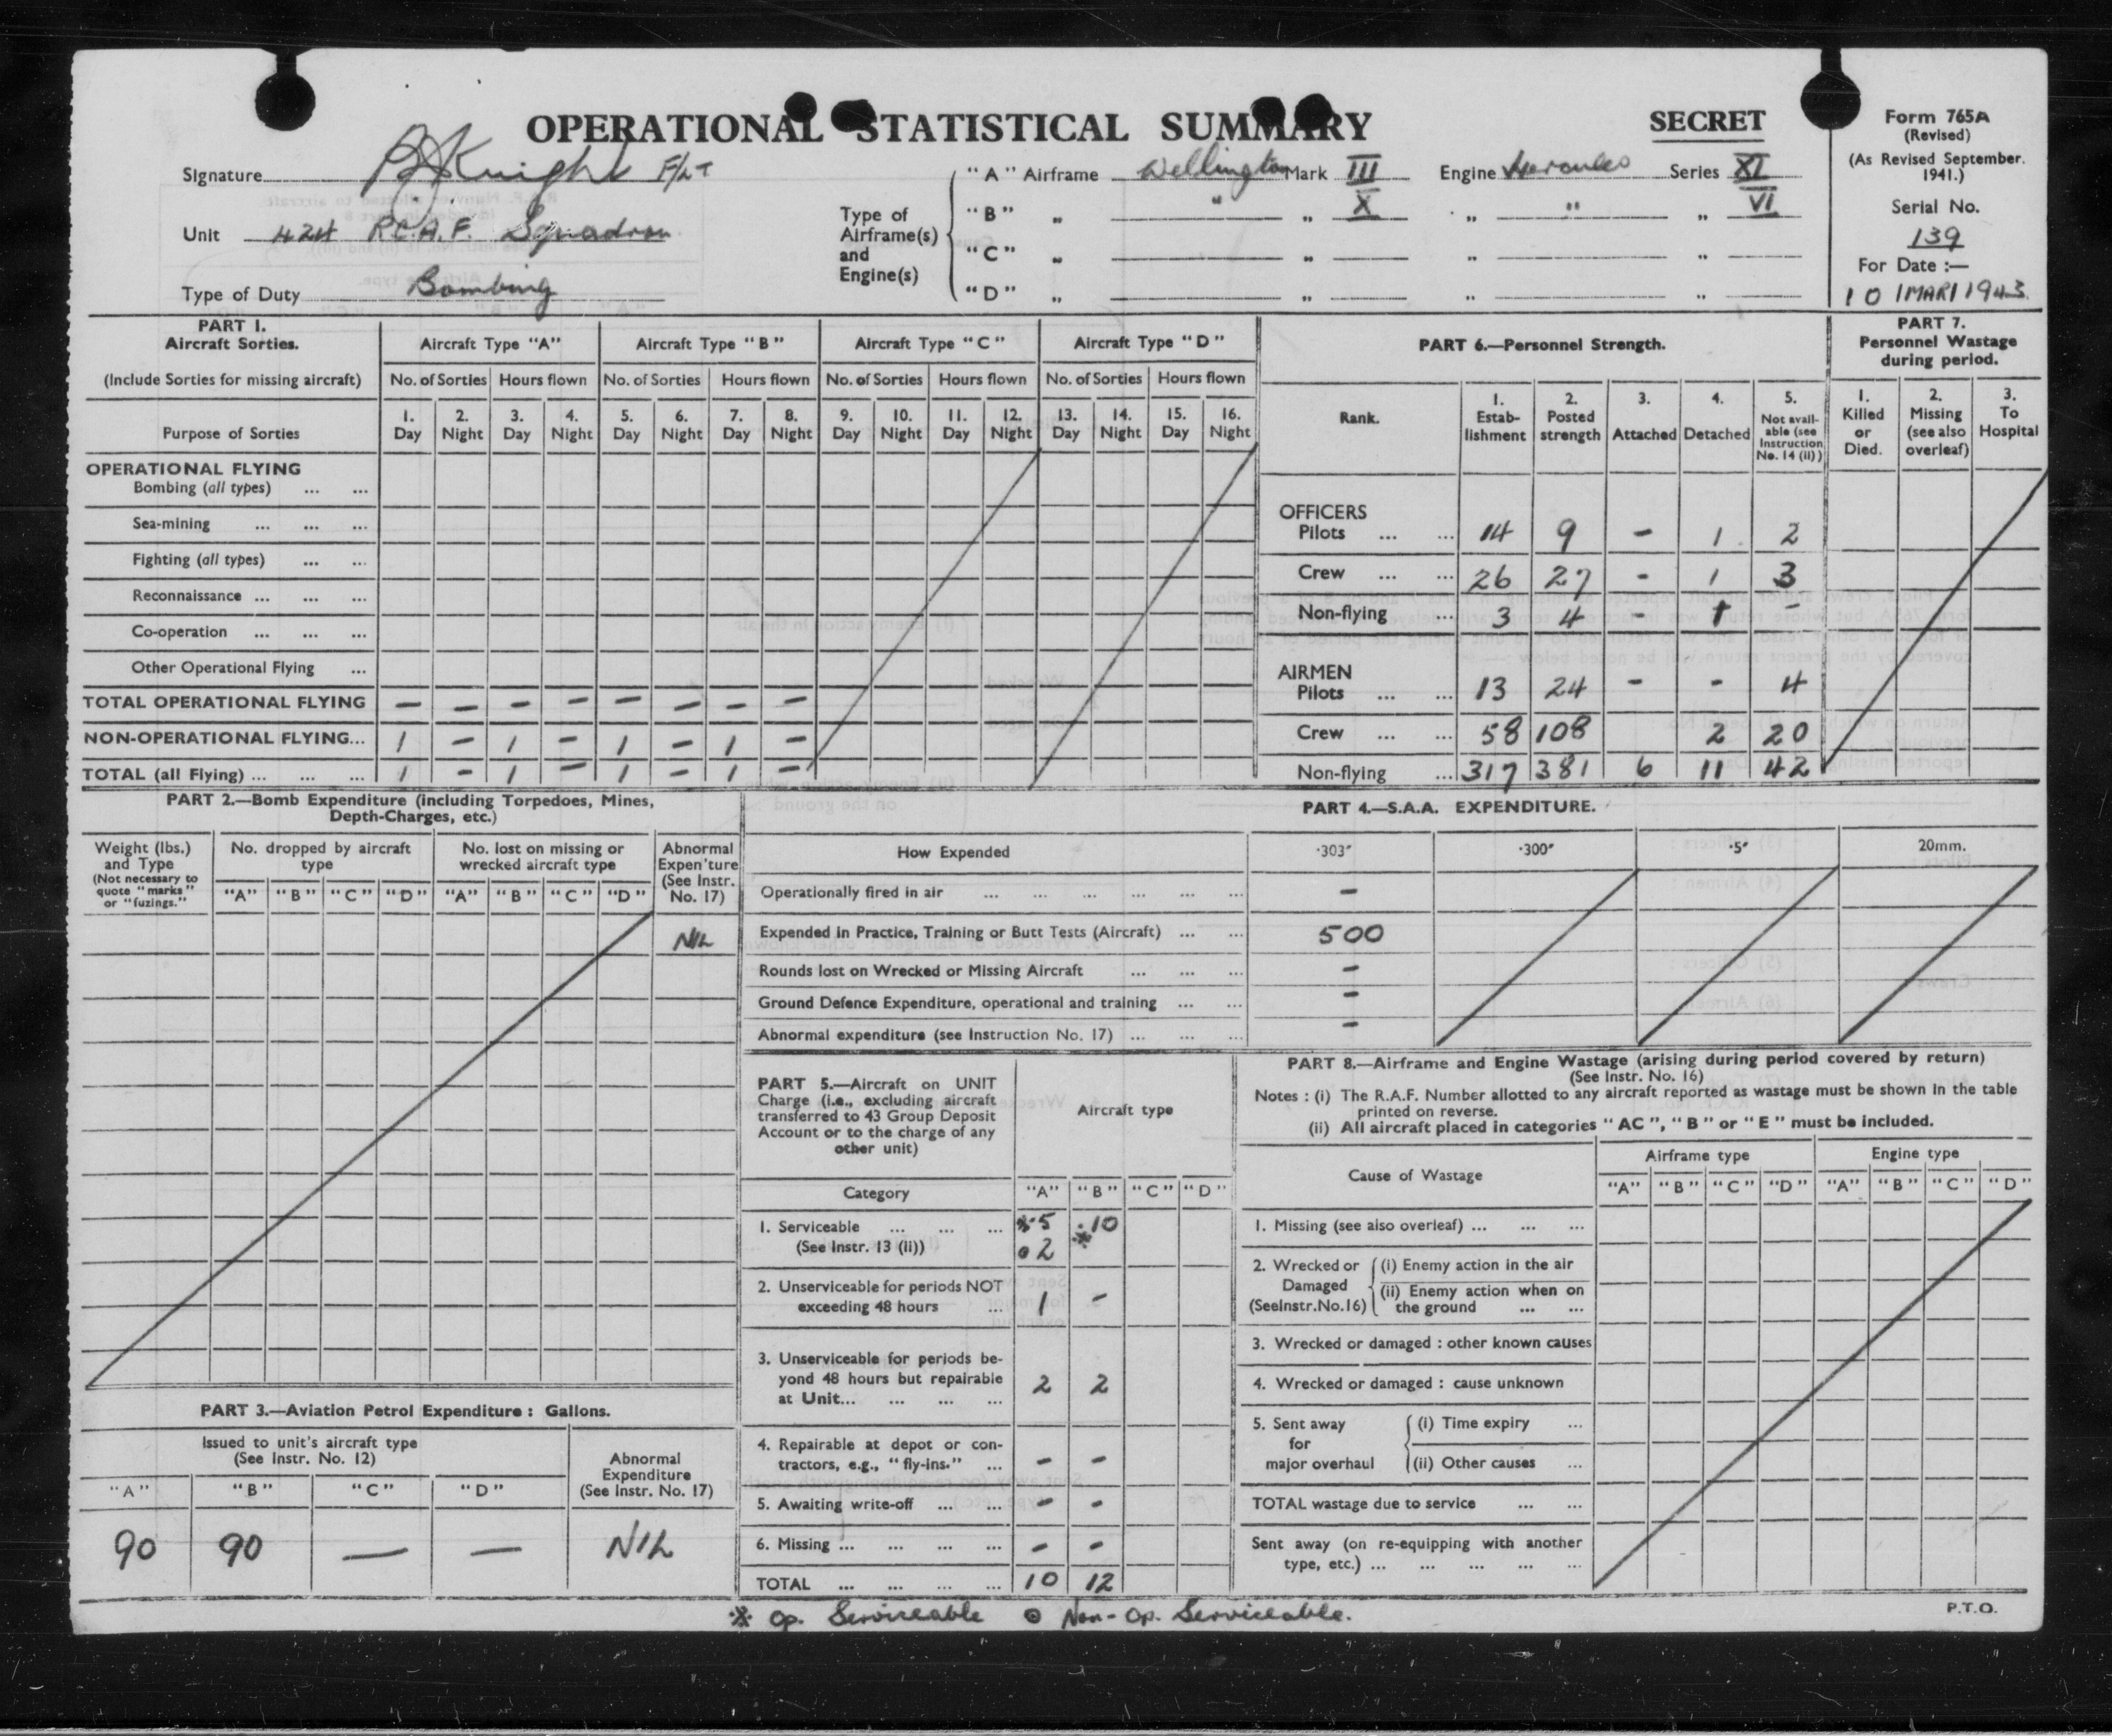 OPERATIONAL STATISTICAL SUMMARY
SECRET
Form 765A
(Revised)
(As Revised September. 1941.)
Serial No.
139
For Date :—
10 MAR 1943
Signature Knight F/LT
Unit 424 R.C.A.F. Squadron
Type of Duty Bombing
Type of Airframe(s) and Engine(s)
"A" Airframe Wellington Mark III Engine Hercules Series XI
"B" „ " „ X „ " „ VI
"C" „ „ „ „
"D" „ „ „ „
PART 1.
Aircraft Sorties.
(Include Sorties for missing aircraft)
Aircraft Type "A" Aircraft Type "B" Aircraft Type "C" Aircraft Type "D"
No. of Sorties Hours flown No. of Sorties Hours flown No. of Sorties Hours flown No. of Sorties Hours flown
1. 2. 3. 4. 5. 6. 7. 8. 9. 10. 11. 12. 13. 14. 15. 16.
Purpose of Sorties Day Night Day Night Day Night Day Night Day Night Day Night Day Night Day Night
OPERATIONAL FLYING
Bombing (all types) ... ...
Sea-mining ... ... ...
Fighting (all types) ... ...
Reconnaissance ... ... ...
Co-operation ... ... ...
Other Operational Flying ...
TOTAL OPERATIONAL FLYING — — — — — — — —
NON-OPERATIONAL FLYING... 1 — 1 — 1 — 1 —
TOTAL (all Flying) ... ... ... 1 — 1 — 1 — 1 —
PART 6.—Personnel Strength.
Rank.
1. Estab-lishment
2. Posted strength
3. Attached
4. Detached
5. Not avail-able (see Instruction No. 14 (ii))
OFFICERS
Pilots ... ... 14 9 - 1 2
Crew ... ... 26 27 - 1 3
Non-flying ... 3 4 - 1 -
AIRMEN
Pilots ... ... 13 24 - - 4
Crew ... ... 58 108 2 20
Non-flying ... 317 381 6 11 42
PART 7.
Personnel Wastage
during period.
1. Killed or Died.
2. Missing (see also overleaf)
3. To Hospital
PART 2.—Bomb Expenditure (including Torpedoes, Mines,
Depth-Charges, etc.)
Weight (lbs.) and Type (Not necessary to quote "marks" or "fuzings."
No. dropped by aircraft type
No. lost on missing or wrecked aircraft type
Abnormal Expen'ture (See Instr. No. 17)
"A" "B" "C" "D" "A" "B" "C" "D"
NIL
PART 3.—Aviation Petrol Expenditure : Gallons.
Issued to unit's aircraft type
(See Instr. No. 12)
Abnormal Expenditure (See Instr. No. 17)
"A" "B" "C" "D"
90 90 — — NIL
PART 4.—S.A.A. EXPENDITURE.
How Expended ·303" ·300" ·5" 20mm.
Operationally fired in air ... ... ... ... ... ... —
Expended in Practice, Training or Butt Tests (Aircraft) ... ... 500
Rounds lost on Wrecked or Missing Aircraft ... ... ... —
Ground Defence Expenditure, operational and training ... ... —
Abnormal expenditure (see Instruction No. 17) ... ... ... —
PART 5.—Aircraft on UNIT
Charge (i.e., excluding aircraft
transferred to 43 Group Deposit
Account or to the charge of any
other unit)
Aircraft type
Category "A" "B" "C" "D"
1. Serviceable ... ... ... *5 *10
(See Instr. 13 (ii)) o2
2. Unserviceable for periods NOT
exceeding 48 hours ... 1 -
3. Unserviceable for periods be-
yond 48 hours but repairable
at Unit... ... ... ... 2 2
4. Repairable at depot or con-
tractors, e.g., "fly-ins." ... - -
5. Awaiting write-off ... ... - -
6. Missing ... ... ... ... - -
TOTAL ... ... ... ... 10 12
PART 8.—Airframe and Engine Wastage (arising during period covered by return)
(See Instr. No. 16)
Notes : (i) The R.A.F. Number allotted to any aircraft reported as wastage must be shown in the table
printed on reverse.
(ii) All aircraft placed in categories "AC", "B" or "E" must be included.
Cause of Wastage Airframe type Engine type
"A" "B" "C" "D" "A" "B" "C" "D"
1. Missing (see also overleaf) ... ... ...
2. Wrecked or Damaged (See Instr. No. 16)
(i) Enemy action in the air
(ii) Enemy action when on
the ground ... ...
3. Wrecked or damaged : other known causes
4. Wrecked or damaged : cause unknown
5. Sent away for major overhaul
(i) Time expiry ...
(ii) Other causes ...
TOTAL wastage due to service ... ...
Sent away (on re-equipping with another
type, etc.) ... ... ... ... ...
* Op. Serviceable o Non-Op. Serviceable.
P.T.O.